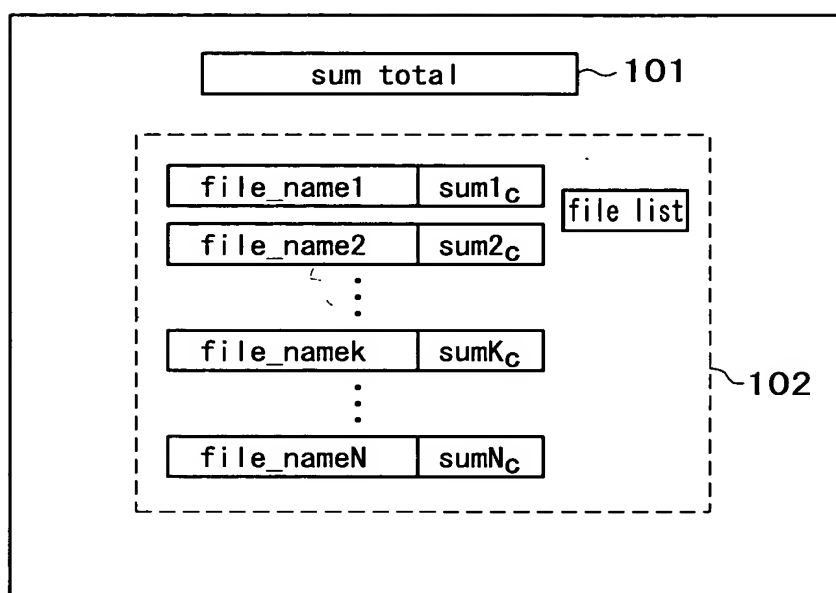 sum total 101
file_name1 sum1c
file list
file_name2 sum2c
file_namek sumKc
102
file_nameN sumNc